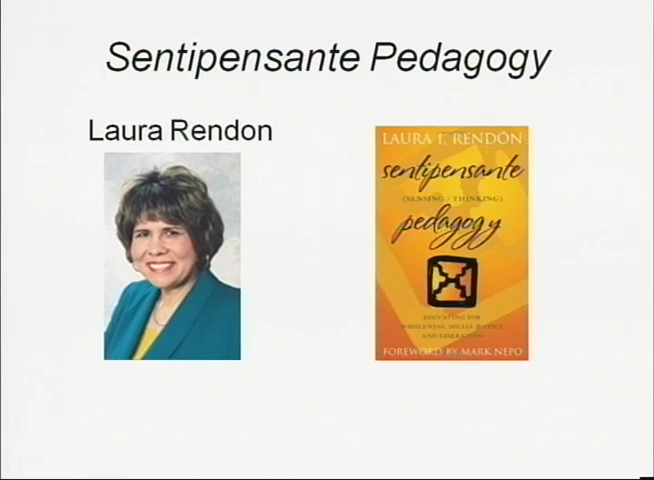 Sentipensante Pedagogy
Laura Rendon
LAURA I. RENDÓN
sentipensante
(SENSING / THINKING)
pedagogy
EDUCATING FOR
WHOLENESS, SOCIAL JUSTICE
AND LIBERATION
FOREWORD BY MARK NEPO